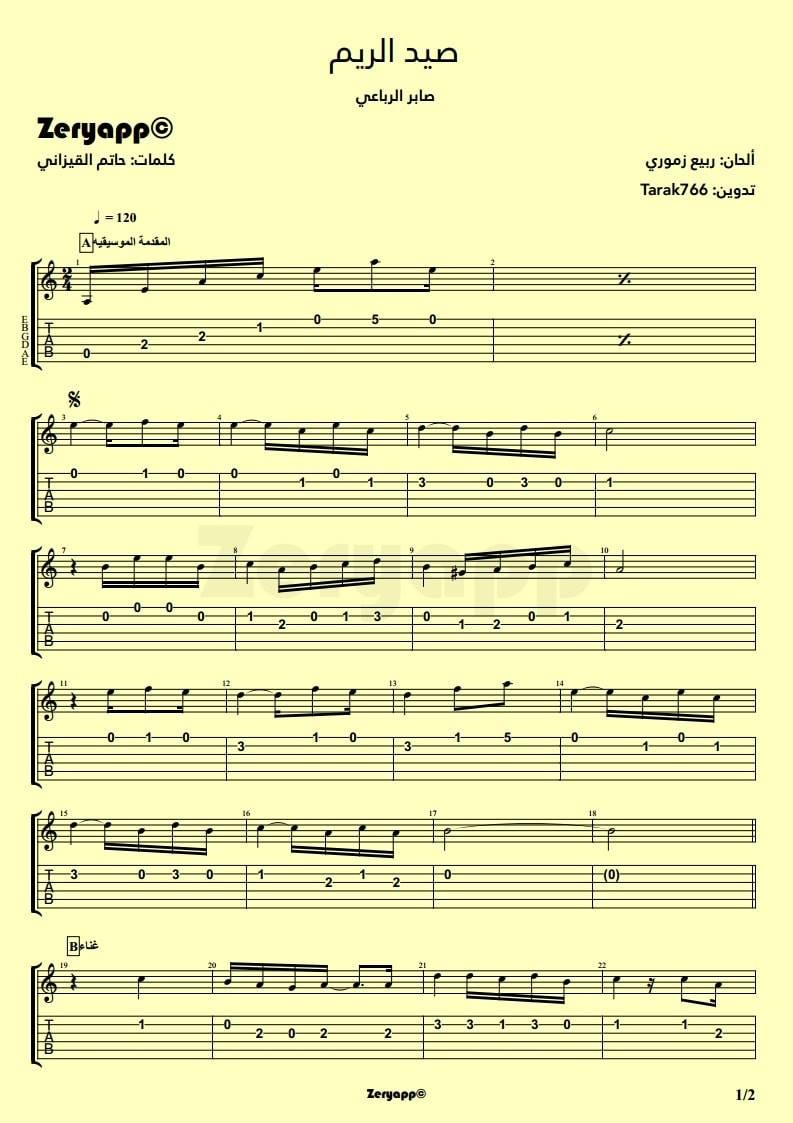 صيد الريم
صابر الرباعي
Zeryapp©
كلمات: حاتم القيزاني
ألحان: ربيع زموري
تدوين: Tarak766
♩ = 120
A المقدمة الموسيقيه
2/4
1 2
E
B
G
D
A
E
T
A
B
0 2 2 1 0 5 0
3 4 5 6
T
A
B
0 1 0 0 1 0 1 3 0 3 0 1
Zeryapp
7 8 9 10
T
A
B
0 0 0 0 1 2 0 1 3 0 1 2 0 1 2
11 12 13 14
T
A
B
0 1 0 3 1 0 3 1 5 0 1 0 1
15 16 17 18
T
A
B
3 0 3 0 1 2 1 2 0 (0)
B غناء
19 20 21 22
T
A
B
1 0 2 0 2 2 3 3 1 3 0 1 1 2
Zeryapp©
1/2